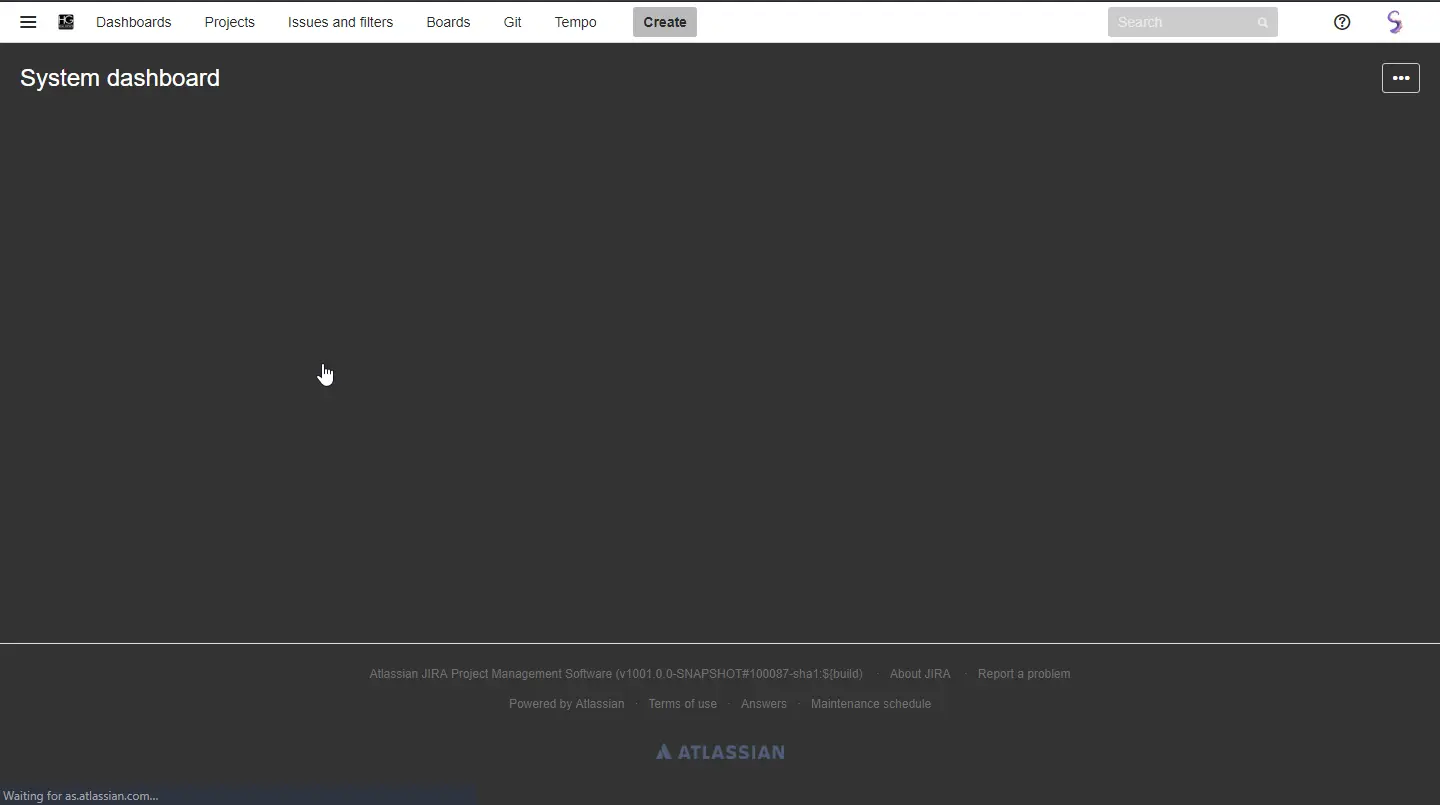 HG Dashboards Projects Issues and filters Boards Git Tempo Create Search
System dashboard
Atlassian JIRA Project Management Software (v1001.0.0-SNAPSHOT#100087-sha1:${build) · About JIRA · Report a problem
Powered by Atlassian · Terms of use · Answers · Maintenance schedule
ATLASSIAN
Waiting for as.atlassian.com...